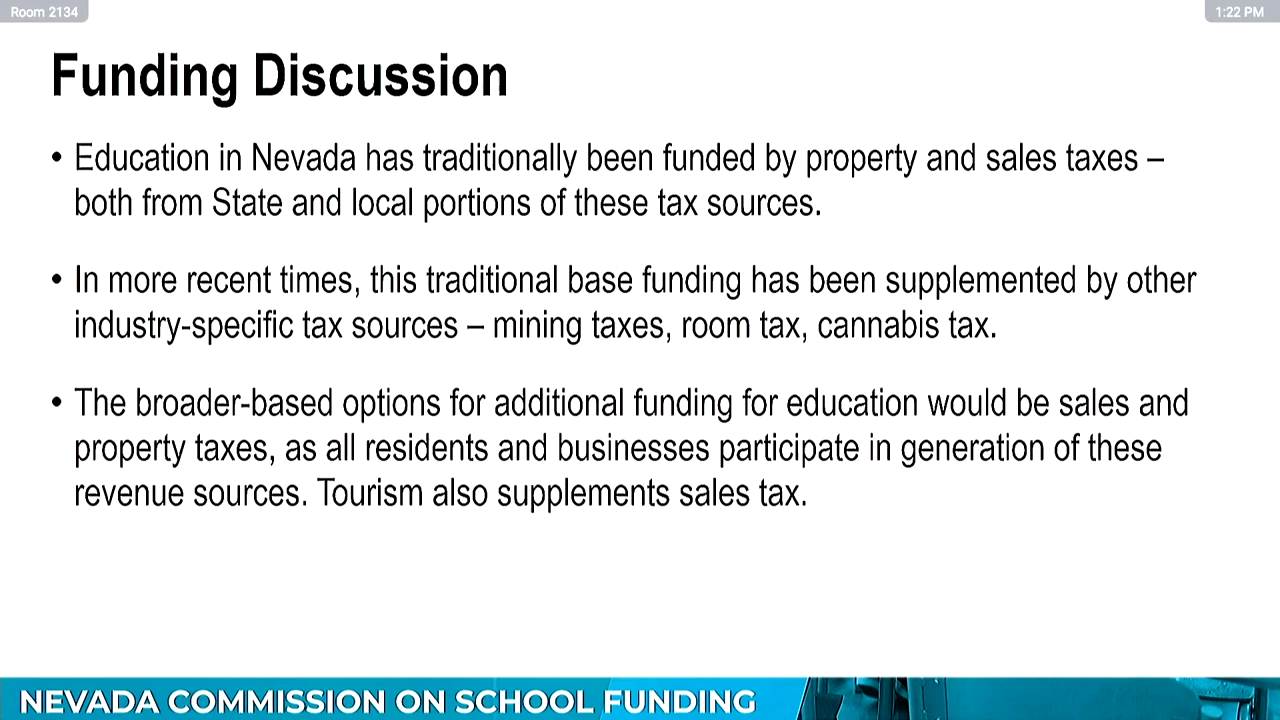 Room 2134
1:22 PM
Funding Discussion
• Education in Nevada has traditionally been funded by property and sales taxes –
both from State and local portions of these tax sources.
• In more recent times, this traditional base funding has been supplemented by other
industry-specific tax sources – mining taxes, room tax, cannabis tax.
• The broader-based options for additional funding for education would be sales and
property taxes, as all residents and businesses participate in generation of these
revenue sources. Tourism also supplements sales tax.
NEVADA COMMISSION ON SCHOOL FUNDING